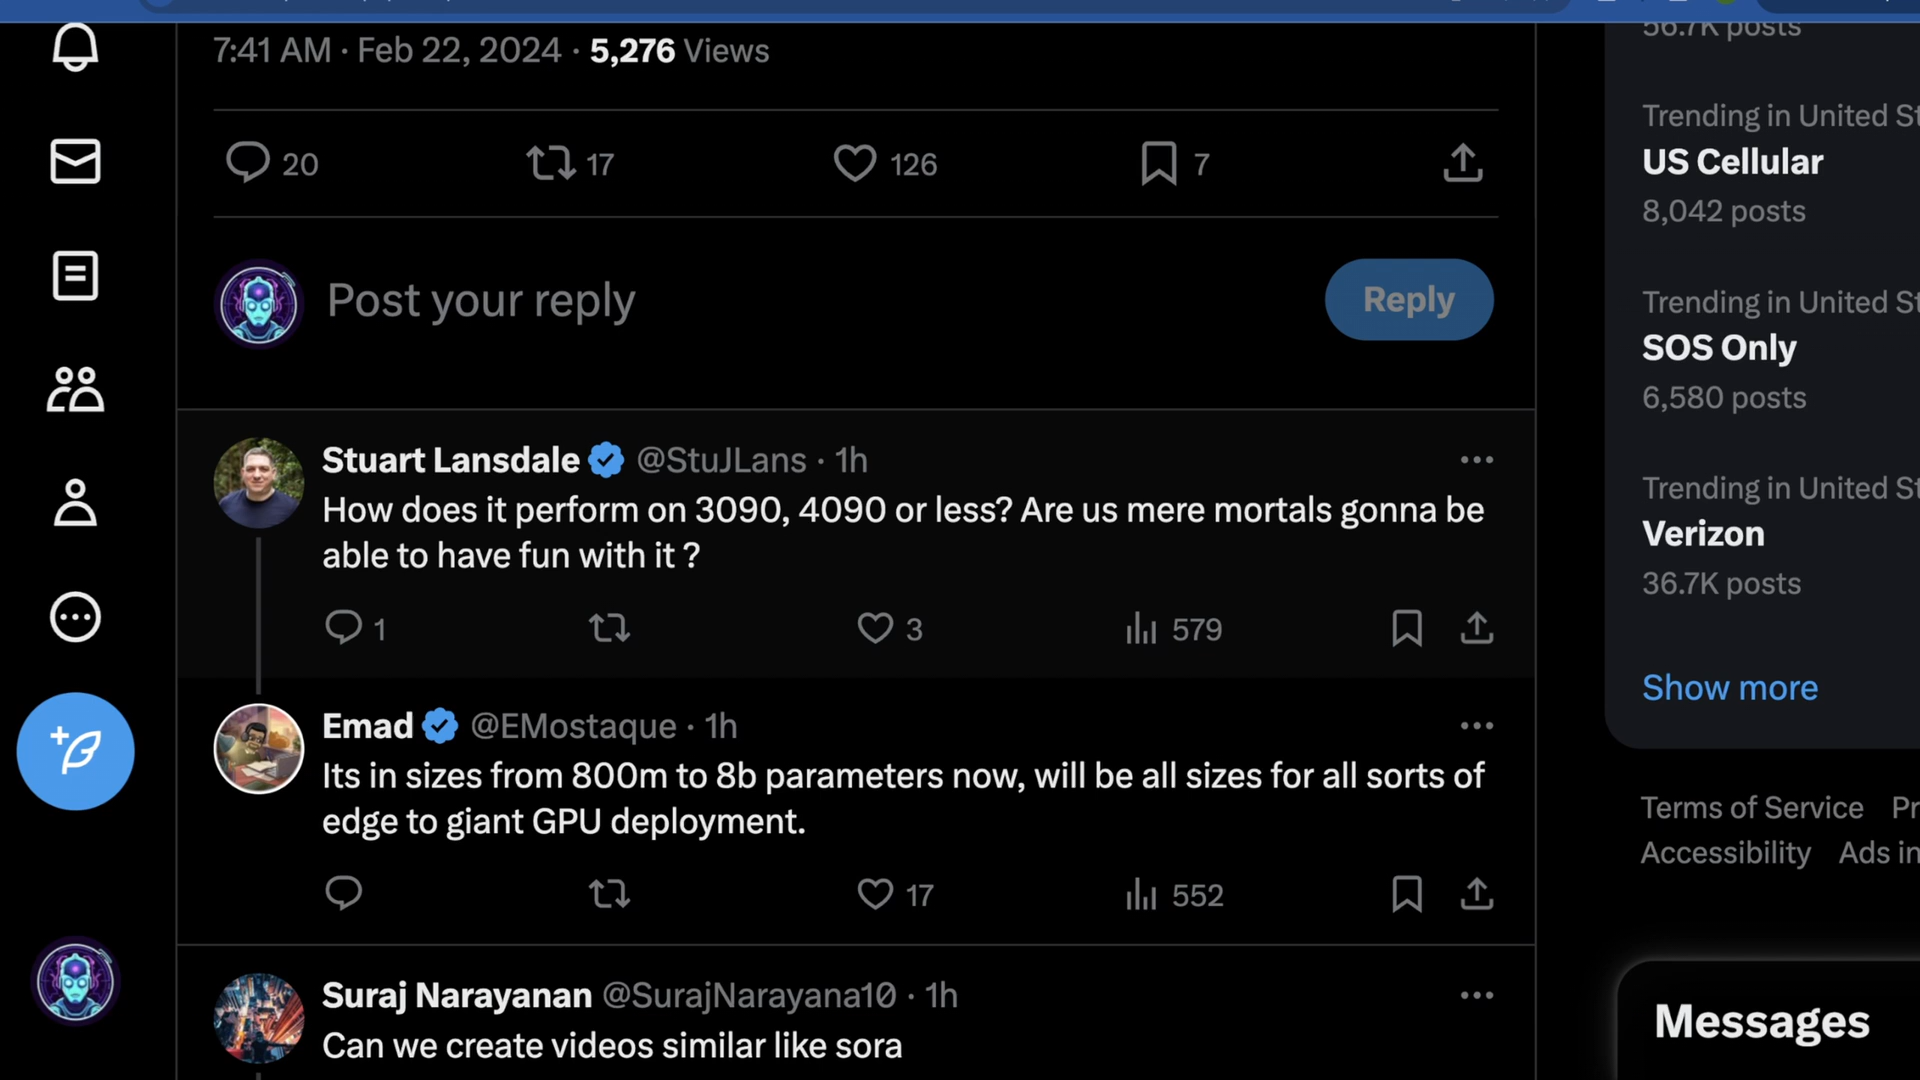 7:41 AM · Feb 22, 2024 · 5,276 Views
20 17 126 7
Post your reply
Reply
Stuart Lansdale @StuJLans · 1h
How does it perform on 3090, 4090 or less? Are us mere mortals gonna be
able to have fun with it ?
1 3 579
Emad @EMostaque · 1h
Its in sizes from 800m to 8b parameters now, will be all sizes for all sorts of
edge to giant GPU deployment.
17 552
Suraj Narayanan @SurajNarayana10 · 1h
Can we create videos similar like sora
56.7K posts
Trending in United St
US Cellular
8,042 posts
Trending in United St
SOS Only
6,580 posts
Trending in United St
Verizon
36.7K posts
Show more
Terms of Service Pr
Accessibility Ads in
Messages